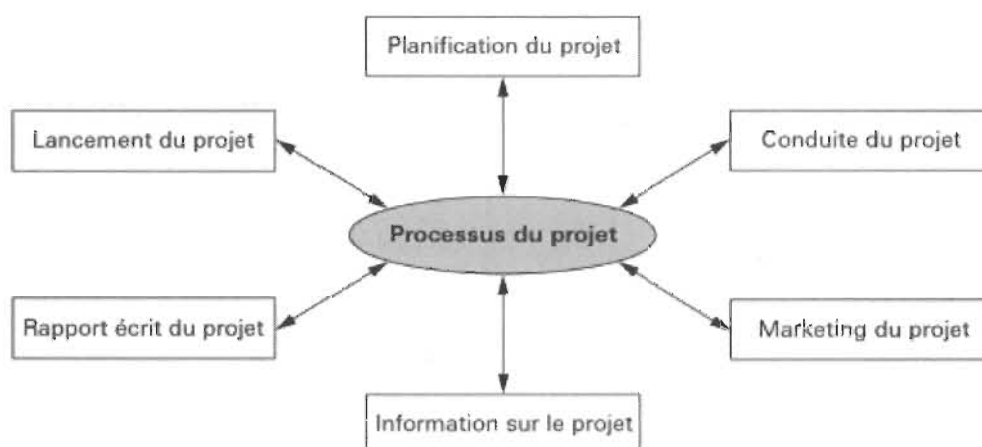 Planification du projet
Lancement du projet
Conduite du projet
Processus du projet
Rapport écrit du projet
Marketing du projet
Information sur le projet